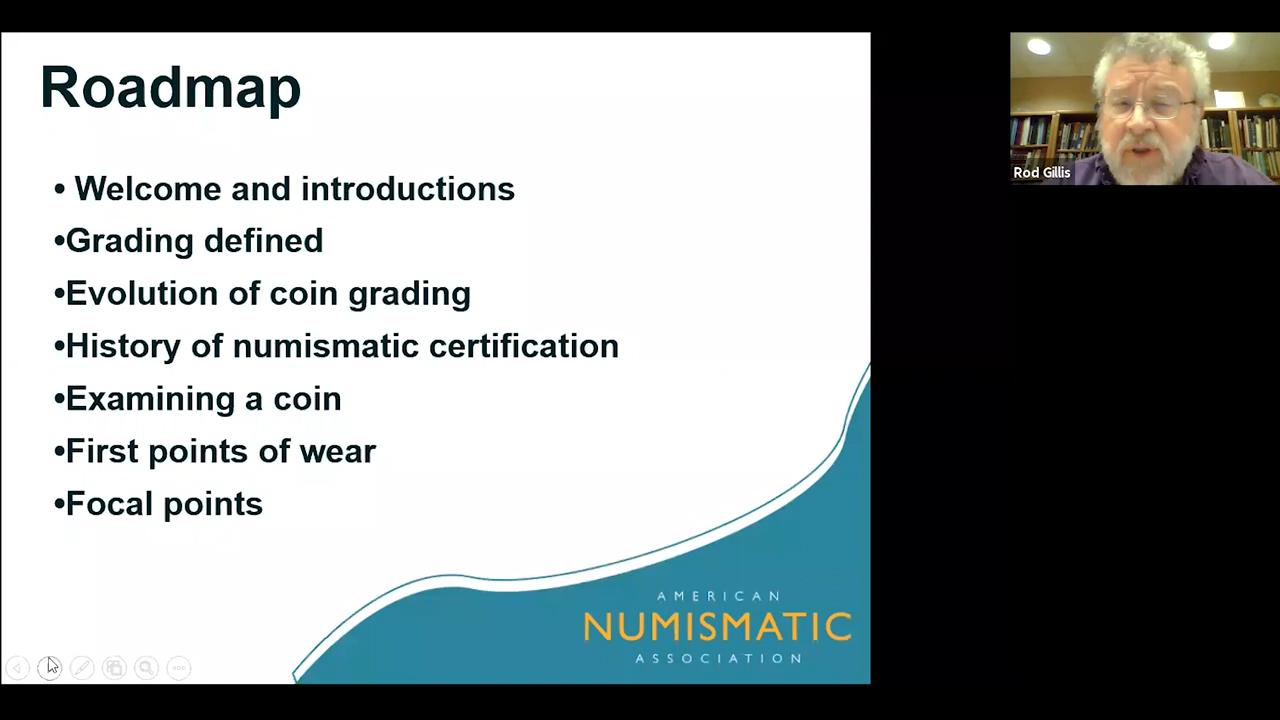 Roadmap
• Welcome and introductions
•Grading defined
•Evolution of coin grading
•History of numismatic certification
•Examining a coin
•First points of wear
•Focal points
AMERICAN
NUMISMATIC
ASSOCIATION
Rod Gillis